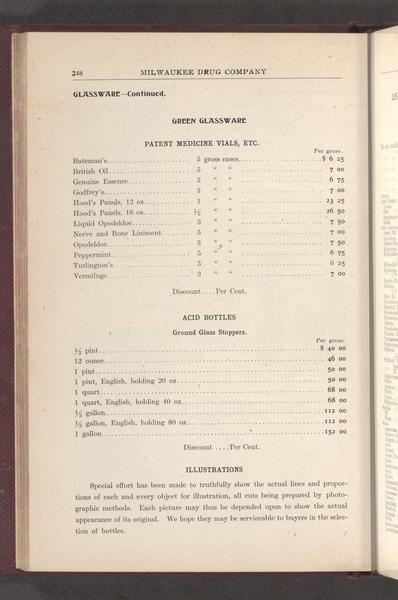 248 MILWAUKEE DRUG COMPANY
GLASSWARE—Continued.
GREEN GLASSWARE
PATENT MEDICINE VIALS, ETC.
Per gross.
Bateman's 5 gross cases $ 6 25
British Oil 5 " " 7 00
Genuine Essence 5 " " 6 75
Godfrey's 3 " " 7 00
Hood's Panels, 12 oz 1 " " 23 25
Hood's Panels, 16 oz ½ " " 26 50
Liquid Opodeldoc 3 " " 7 50
Nerve and Bone Liniment 5 " " 7 00
Opodeldoc 3 " " 7 50
Peppermint 5 " " 6 75
Turlington's 5 " " 6 25
Vermifuge 3 " " 7 00
Discount....Per Cent.
ACID BOTTLES
Ground Glass Stoppers.
Per gross.
½ pint $ 40 00
12 ounce 46 00
1 pint 50 00
1 pint, English, holding 20 oz 50 00
1 quart 68 00
1 quart, English, holding 40 oz 68 00
½ gallon 112 00
½ gallon, English, holding 80 oz 112 00
1 gallon 152 00
Discount ....Per Cent.
ILLUSTRATIONS
Special effort has been made to truthfully show the actual lines and propor-
tions of each and every object for illustration, all cuts being prepared by photo-
graphic methods. Each picture may thus be depended upon to show the actual
appearance of its original. We hope they may be serviceable to buyers in the selec-
tion of bottles.